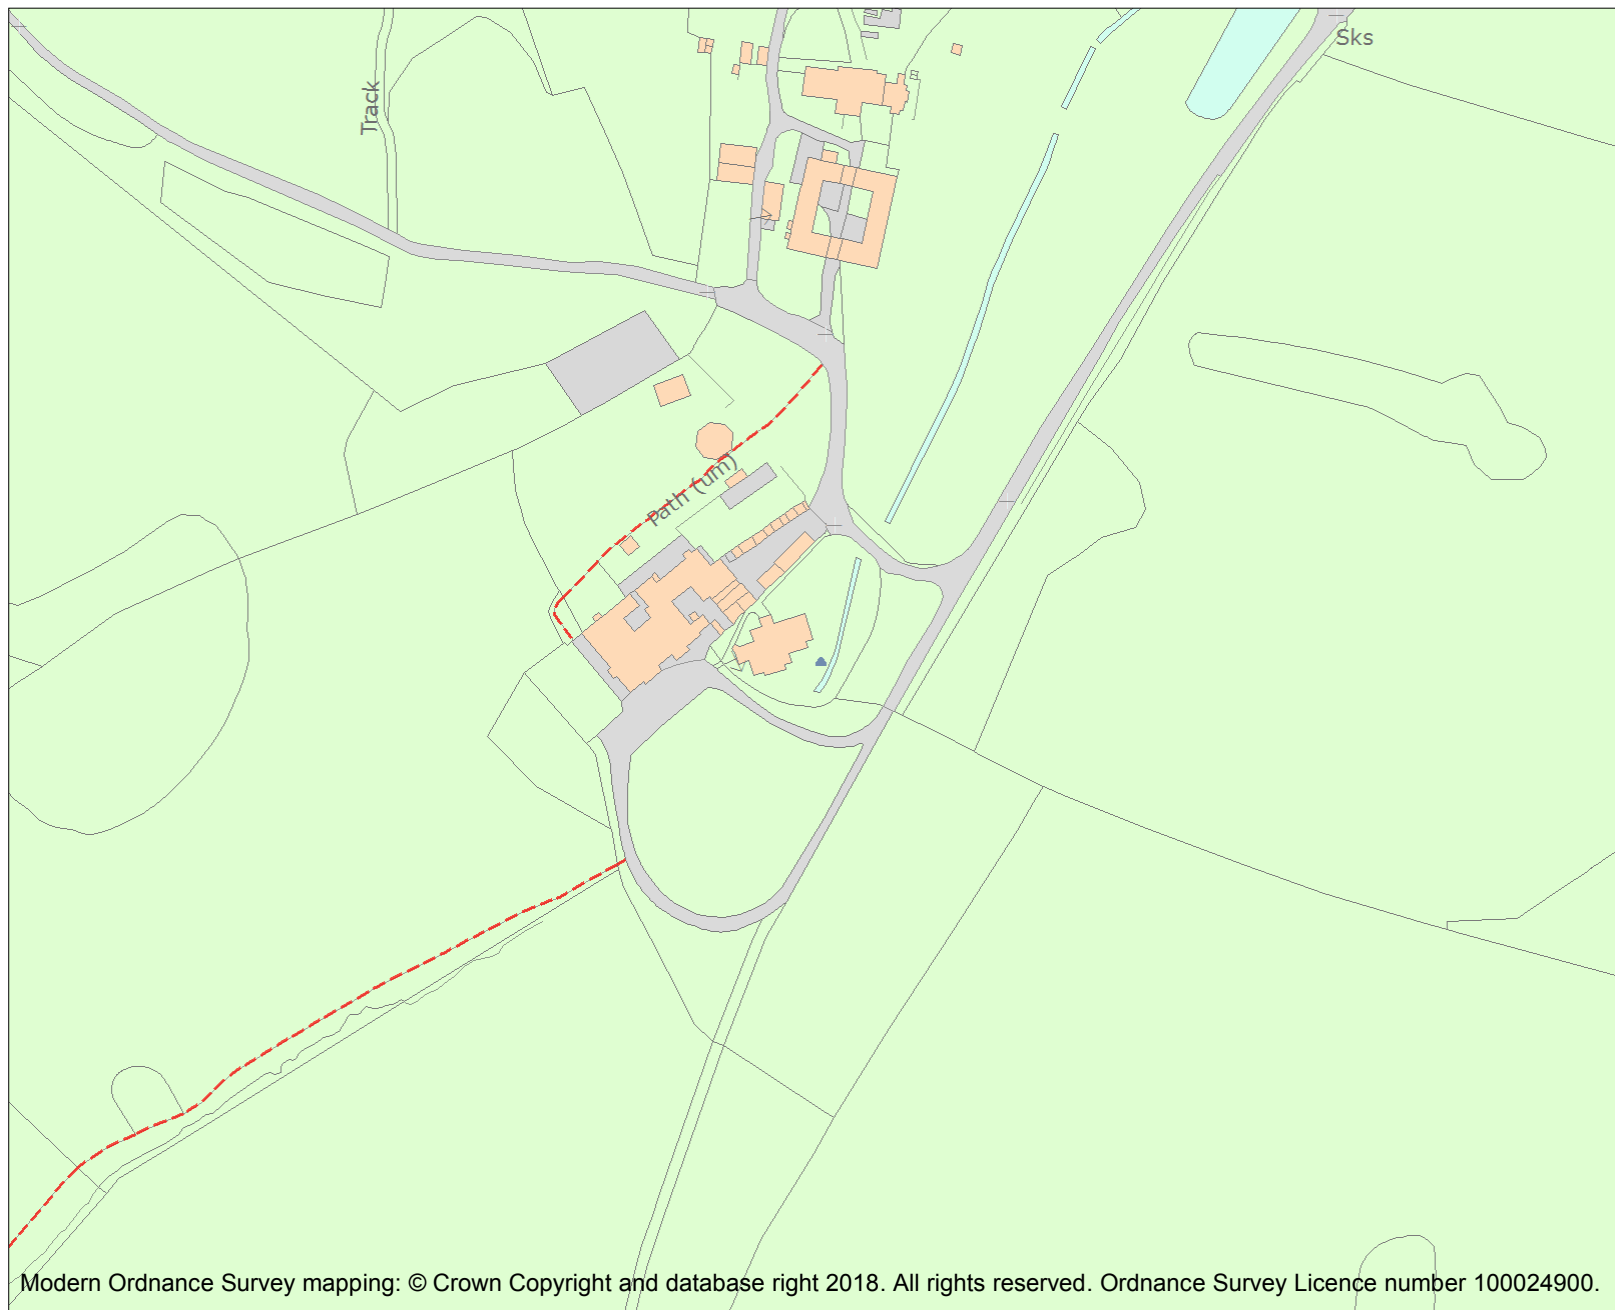 Sks
Track
Path (um)
Modern Ordnance Survey mapping: © Crown Copyright and database right 2018. All rights reserved. Ordnance Survey Licence number 100024900.